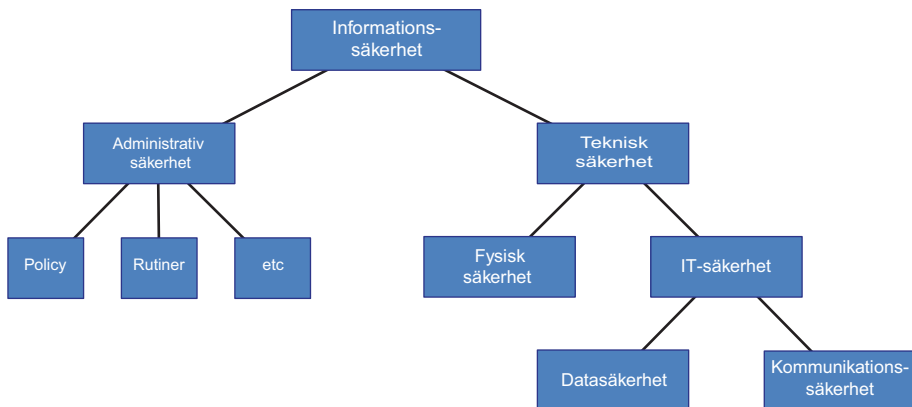 Informations-
säkerhet
Administrativ
säkerhet
Teknisk
säkerhet
Policy
Rutiner
etc
Fysisk
säkerhet
IT-säkerhet
Datasäkerhet
Kommunikations-
säkerhet